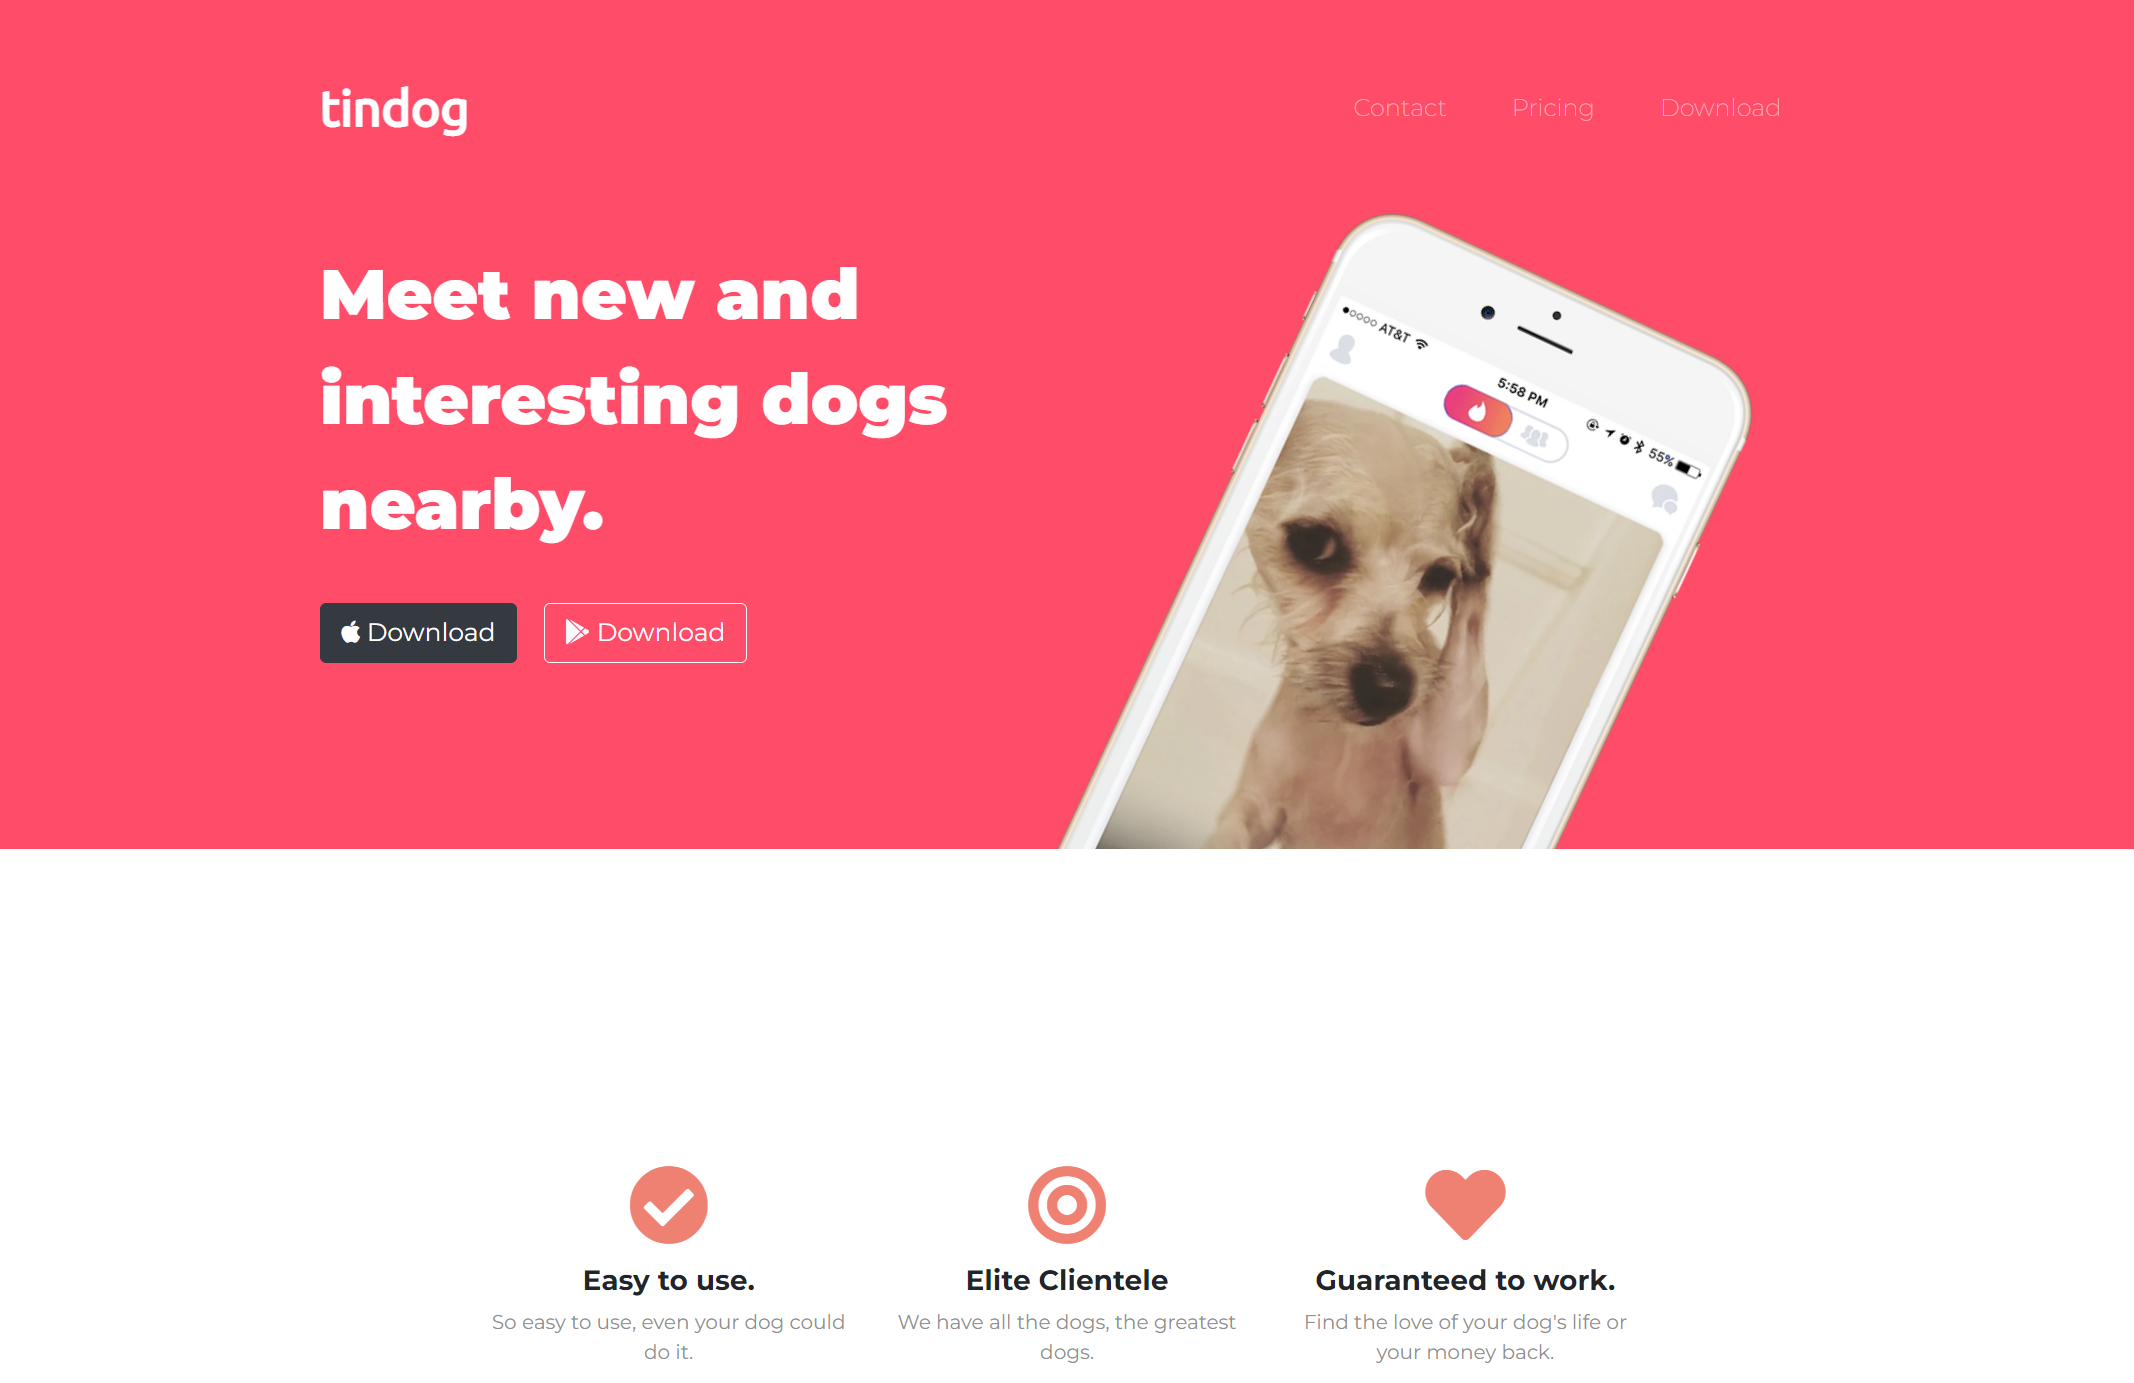 tindog
Contact Pricing Download
Meet new and
interesting dogs
nearby.
Download Download
AT&T
5:58 PM
55%
Easy to use. Elite Clientele Guaranteed to work.
So easy to use, even your dog could
do it.
We have all the dogs, the greatest
dogs.
Find the love of your dog's life or
your money back.